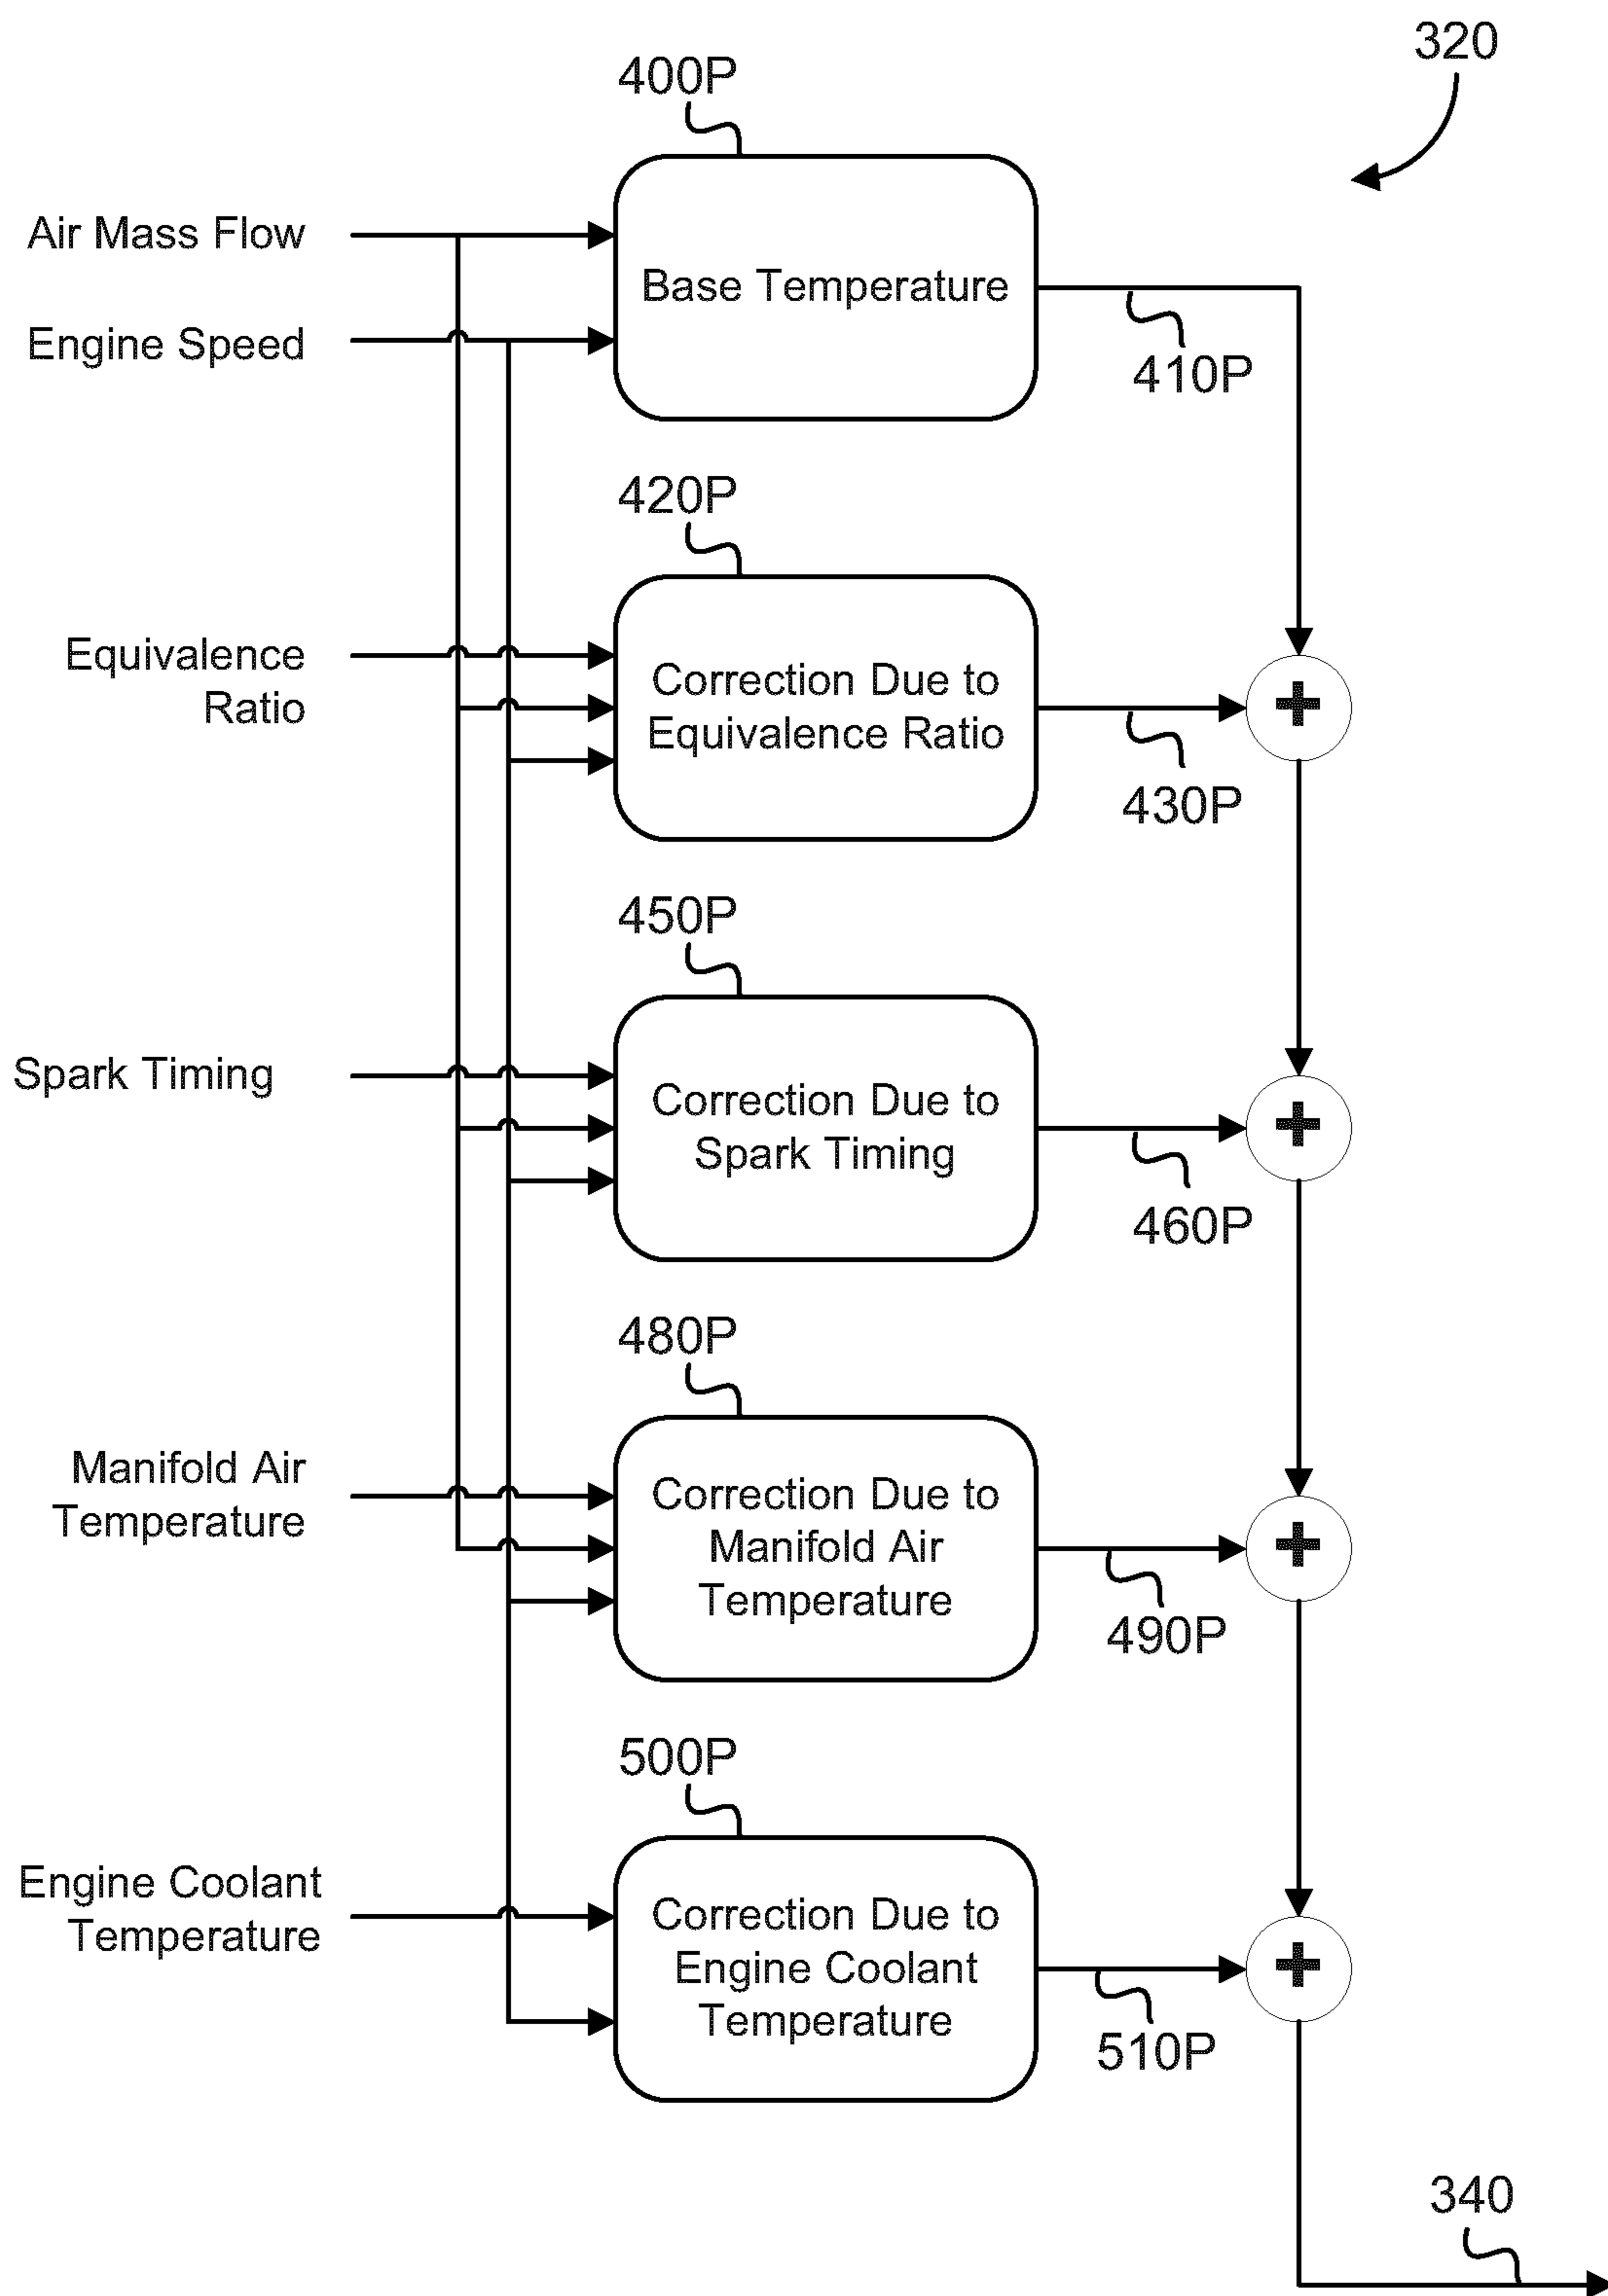 320
400P
Air Mass Flow
Base Temperature
Engine Speed
410P
420P
Equivalence
Ratio
Correction Due to
Equivalence Ratio
+
430P
450P
Spark Timing
Correction Due to
Spark Timing
+
460P
480P
Manifold Air
Temperature
Correction Due to
Manifold Air
Temperature
+
490P
500P
Engine Coolant
Temperature
Correction Due to
Engine Coolant
Temperature
+
510P
340